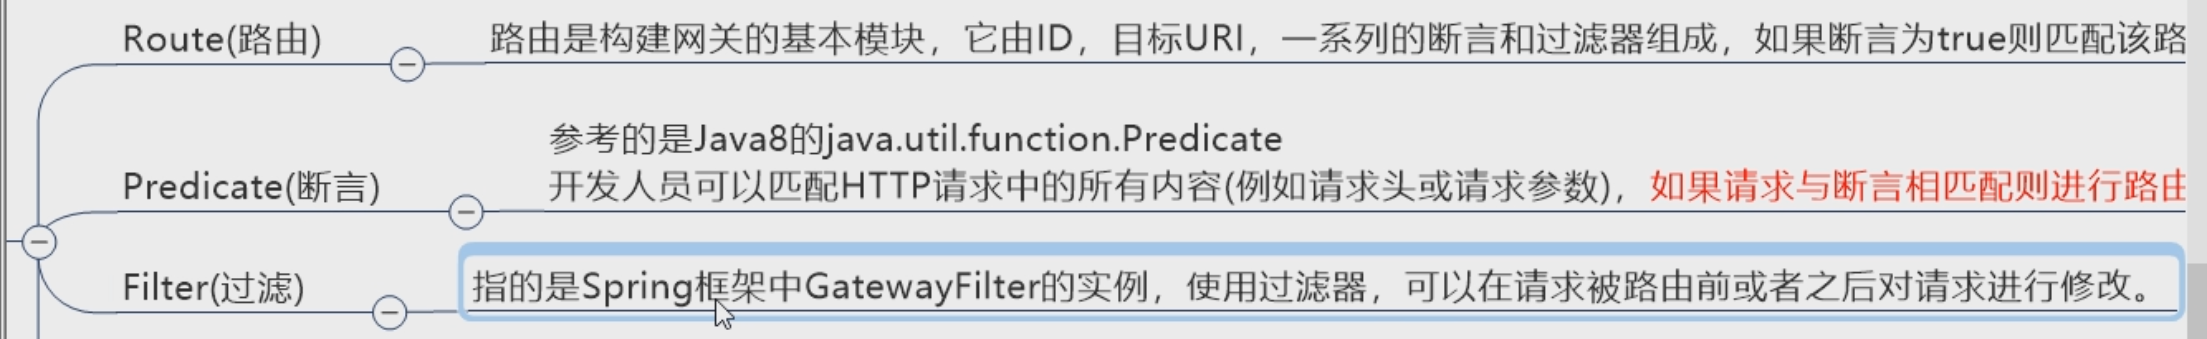 Route(路由)
路由是构建网关的基本模块，它由ID，目标URI，一系列的断言和过滤器组成，如果断言为true则匹配该路
参考的是Java8的java.util.function.Predicate
Predicate(断言)
开发人员可以匹配HTTP请求中的所有内容(例如请求头或请求参数)，如果请求与断言相匹配则进行路由
Filter(过滤)
指的是Spring框架中GatewayFilter的实例，使用过滤器，可以在请求被路由前或者之后对请求进行修改。